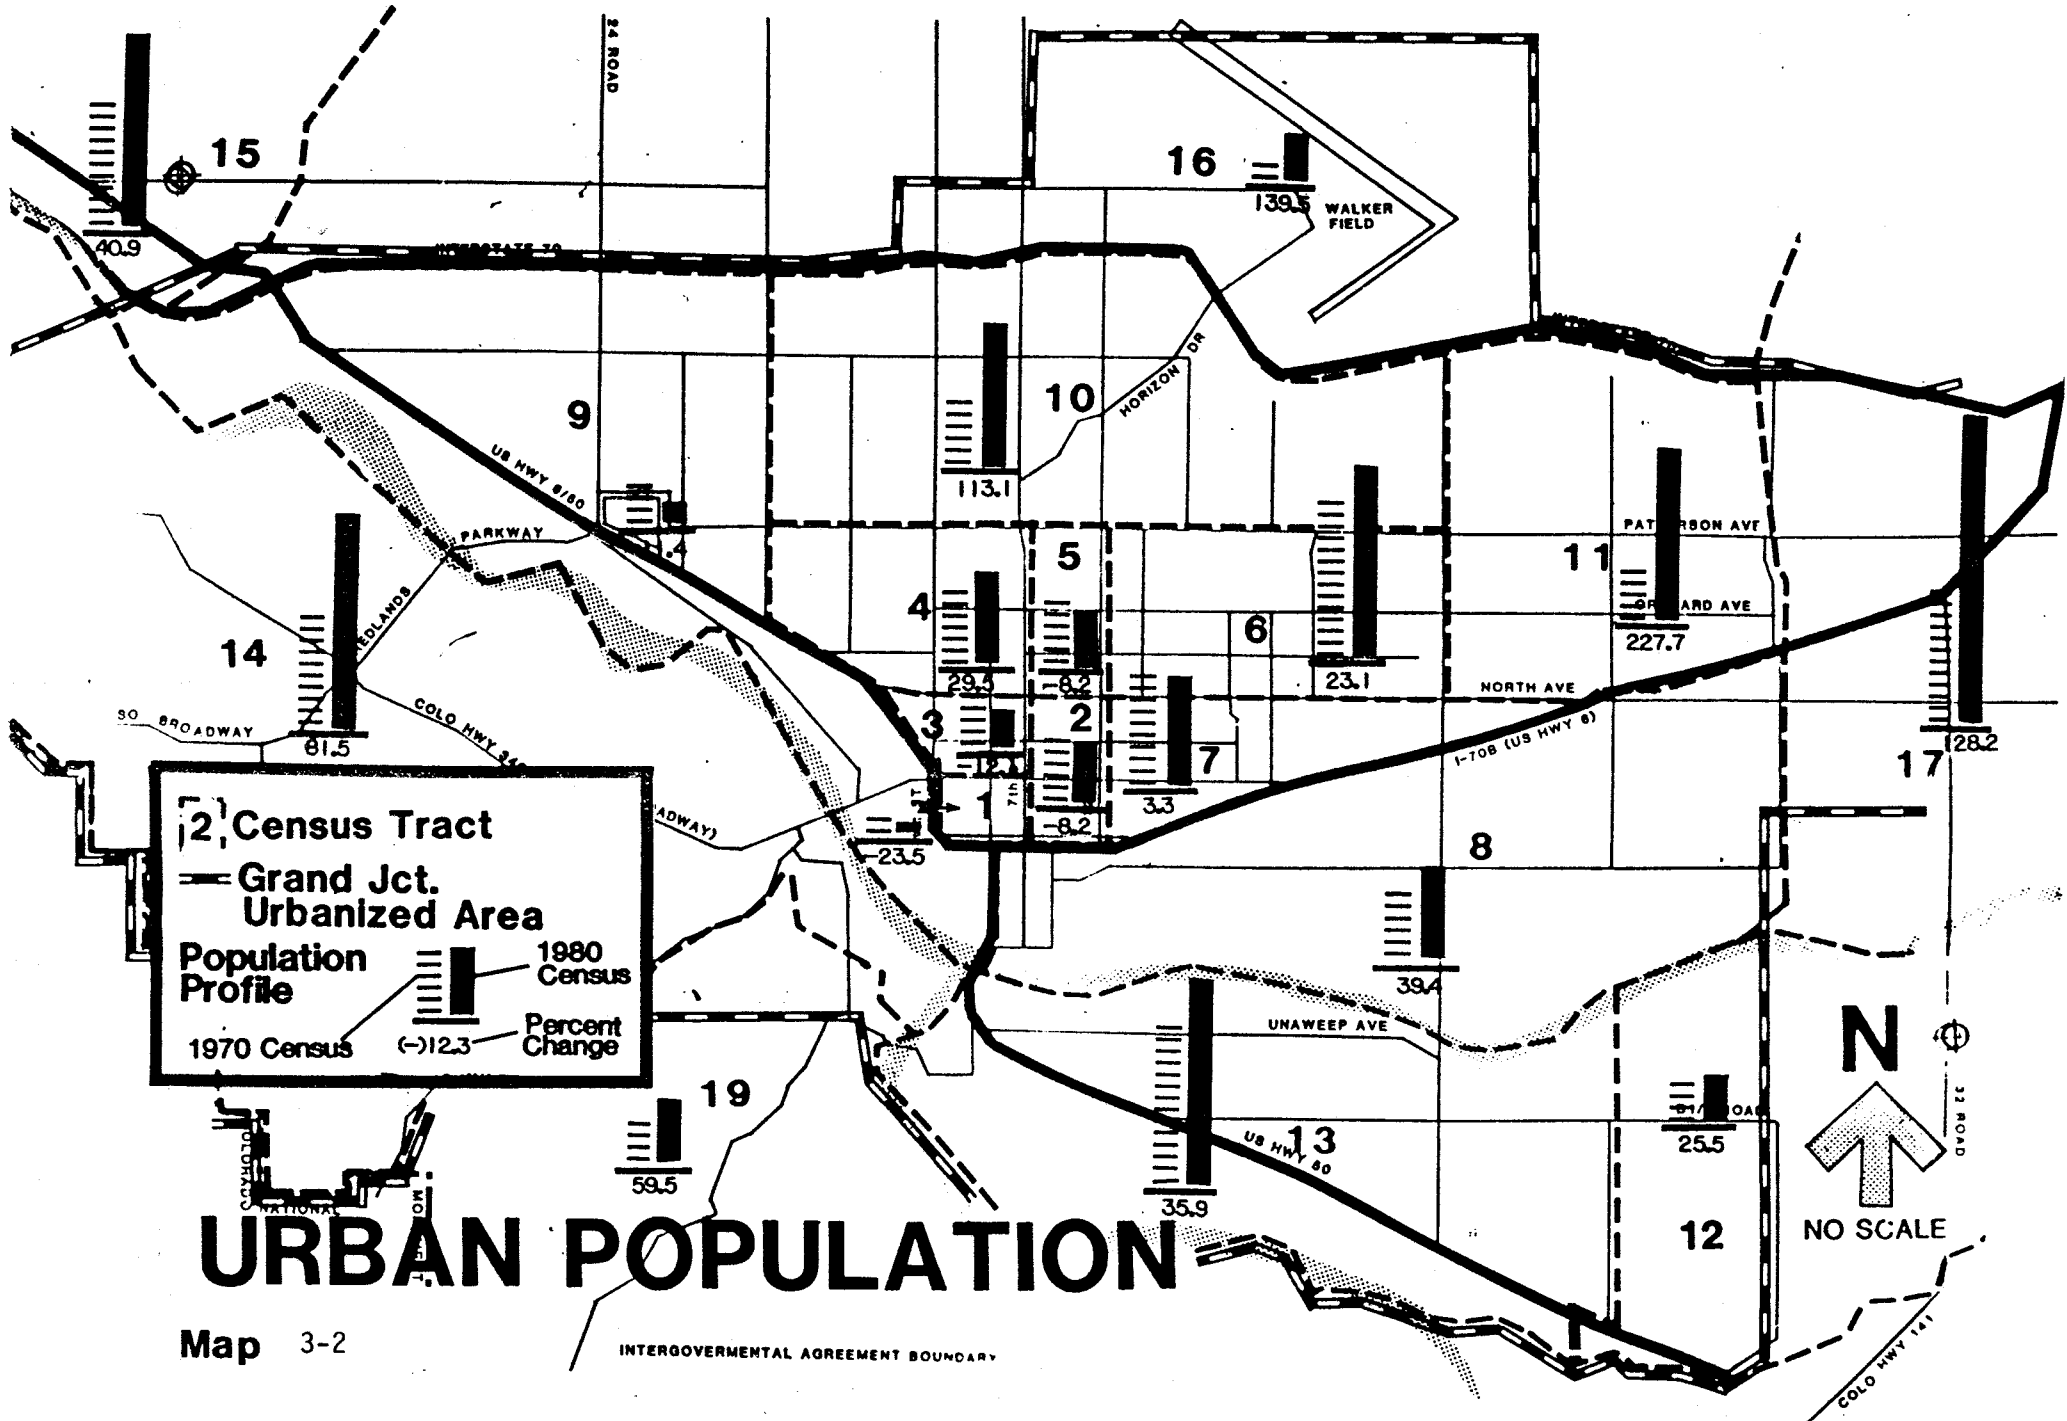 24 ROAD
15
40.9
16
139.5
WALKER
FIELD
INTERSTATE 70
9
10
HORIZON DR
113.1
US HWY 6/50
PARKWAY
REDLANDS
14
81.5
SO. BROADWAY
COLO HWY 340
5
4
29.5
-8.2
6
23.1
11
PATTERSON AVE
ORCHARD AVE
227.7
NORTH AVE
I-70B (US HWY 6)
3
2
7
3.3
1
7th
-8.2
-23.5
17
128.2
8
39.4
2 Census Tract
Grand Jct.
Urbanized Area
Population
Profile
1980
Census
1970 Census
(-)12.3
Percent
Change
UNAWEEP AVE
13
US HWY 50
35.9
19
59.5
25.5
12
N
NO SCALE
32 ROAD
COLO HWY 141
COLORADO
NATIONAL
URBAN POPULATION
Map 3-2
INTERGOVERMENTAL AGREEMENT BOUNDARY